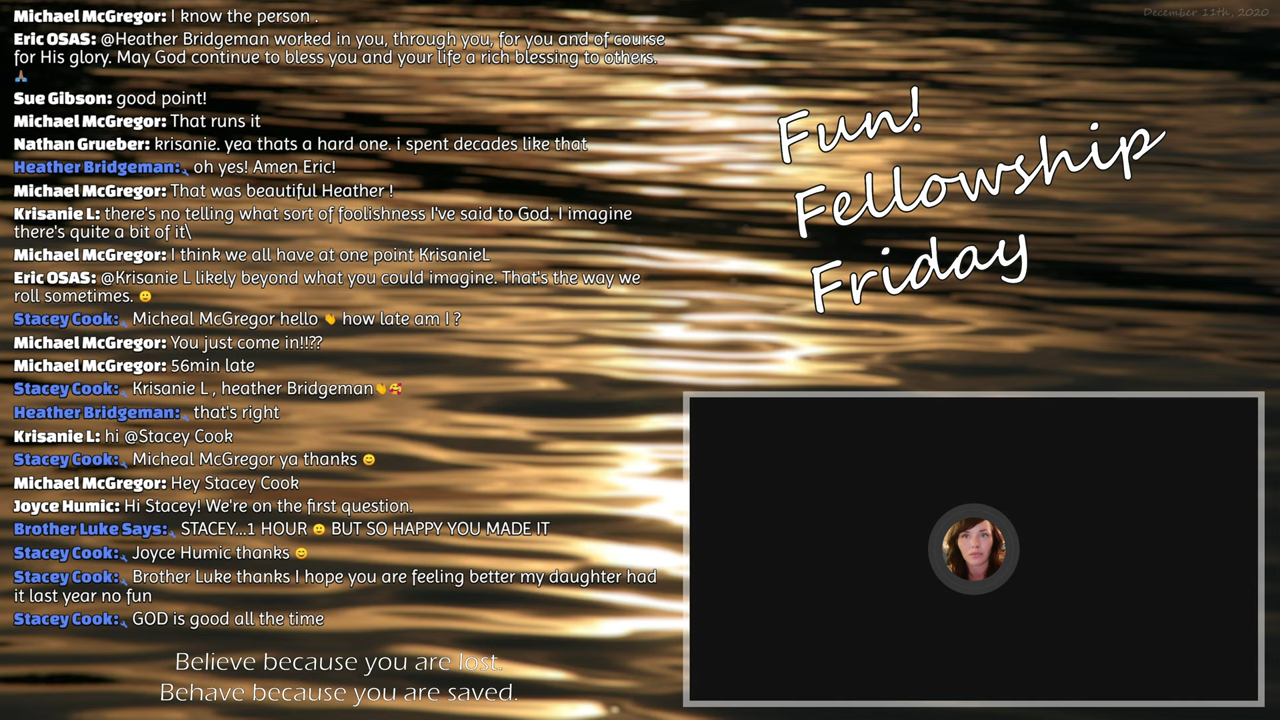 Michael McGregor: I know the person .
Eric OSAS: @Heather Bridgeman worked in you, through you, for you and of course
for His glory. May God continue to bless you and your life a rich blessing to others.
🙏🏽
Sue Gibson: good point!
Michael McGregor: That runs it
Nathan Grueber: krisanie. yea thats a hard one. i spent decades like that
Heather Bridgeman: oh yes! Amen Eric!
Michael McGregor: That was beautiful Heather !
Krisanie L: there's no telling what sort of foolishness I've said to God. I imagine
there's quite a bit of it\
Michael McGregor: I think we all have at one point KrisanieL
Eric OSAS: @Krisanie L likely beyond what you could imagine. That's the way we
roll sometimes. 🙂
Stacey Cook: Micheal McGregor hello 👋 how late am I ?
Michael McGregor: You just come in!!??
Michael McGregor: 56min late
Stacey Cook: Krisanie L , heather Bridgeman👋🥰
Heather Bridgeman: that's right
Krisanie L: hi @Stacey Cook
Stacey Cook: Micheal McGregor ya thanks 😊
Michael McGregor: Hey Stacey Cook
Joyce Humic: Hi Stacey! We're on the first question.
Brother Luke Says: STACEY...1 HOUR 🙂 BUT SO HAPPY YOU MADE IT
Stacey Cook: Joyce Humic thanks 😊
Stacey Cook: Brother Luke thanks I hope you are feeling better my daughter had
it last year no fun
Stacey Cook: GOD is good all the time
Believe because you are lost.
Behave because you are saved.
December 11th, 2020
Fun!
Fellowship
Friday